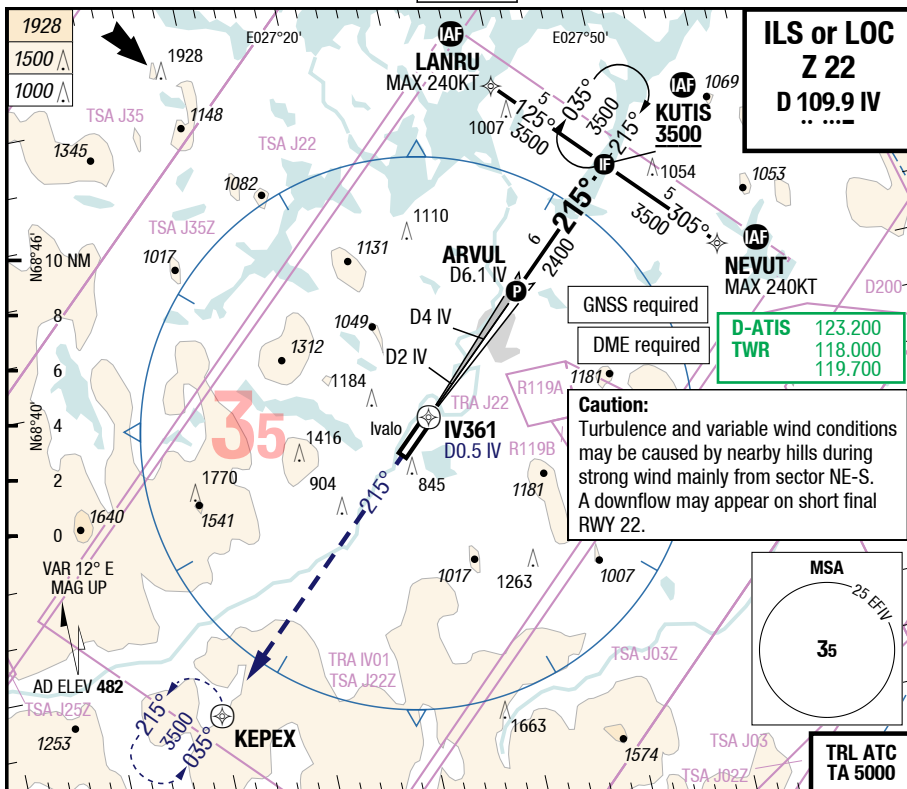 1928
1500
1000
1928
E027°20'
E027°50'
IAF
LANRU
MAX 240KT
ILS or LOC
Z 22
D 109.9 IV
·· ···–
IAF
KUTIS
3500
1069
TSA J35
1148
1345
TSA J22
1082
1007
125°
5
3500
035°
3500
215°
IF
1054
5
3500
305°
1053
IAF
NEVUT
MAX 240KT
TSA J35Z
1110
215°
6
2400
N68°46'
10 NM
1017
1131
ARVUL
D6.1 IV
P
D200
GNSS required
DME required
D-ATIS 123.200
TWR 118.000
119.700
8
1049
D4 IV
1312
D2 IV
6
1184
TRA J22
R119A
1181
N68°40'
4
35
Ivalo
IV361
D0.5 IV
R119B
Caution:
Turbulence and variable wind conditions
may be caused by nearby hills during
strong wind mainly from sector NE-S.
A downflow may appear on short final
RWY 22.
1416
904
845
1181
2
1770
1541
215°
1640
0
VAR 12° E
MAG UP
1017
1263
1007
MSA
25 EFIV
35
AD ELEV 482
TSA J25Z
TRA IV01
TSA J22Z
TSA J03Z
215°
3500
035°
KEPEX
1253
1663
1574
TSA J03
TSA J02Z
TRL ATC
TA 5000